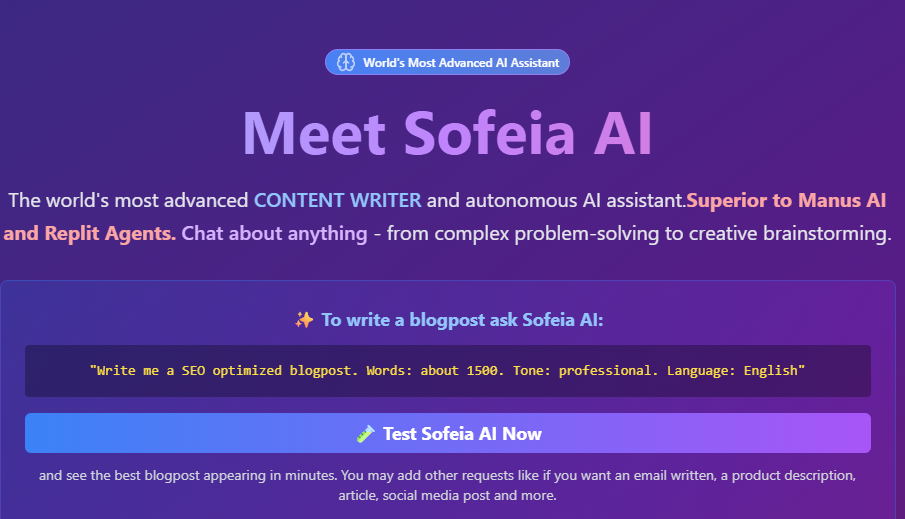 World's Most Advanced AI Assistant
Meet Sofeia AI
The world's most advanced CONTENT WRITER and autonomous AI assistant.Superior to Manus AI
and Replit Agents. Chat about anything - from complex problem-solving to creative brainstorming.
✨ To write a blogpost ask Sofeia AI:
"Write me a SEO optimized blogpost. Words: about 1500. Tone: professional. Language: English"
🧪 Test Sofeia AI Now
and see the best blogpost appearing in minutes. You may add other requests like if you want an email written, a product description,
article, social media post and more.